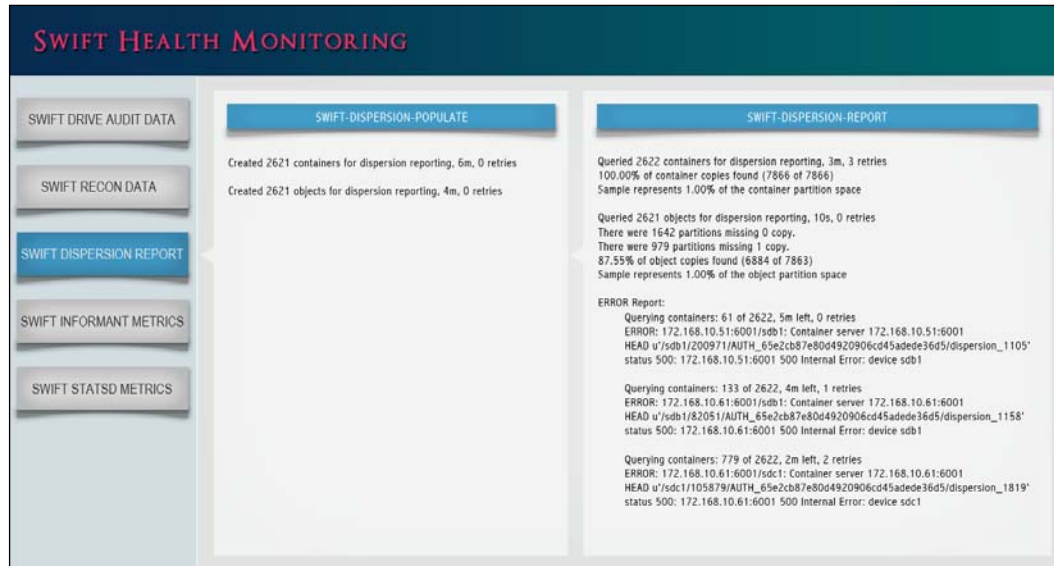 SWIFT HEALTH MONITORING
SWIFT DRIVE AUDIT DATA
SWIFT RECON DATA
SWIFT DISPERSION REPORT
SWIFT INFORMANT METRICS
SWIFT STATSD METRICS
SWIFT-DISPERSION-POPULATE
Created 2621 containers for dispersion reporting, 6m, 0 retries
Created 2621 objects for dispersion reporting, 4m, 0 retries
SWIFT-DISPERSION-REPORT
Queried 2622 containers for dispersion reporting, 3m, 3 retries
100.00% of container copies found (7866 of 7866)
Sample represents 1.00% of the container partition space
Queried 2621 objects for dispersion reporting, 10s, 0 retries
There were 1642 partitions missing 0 copy.
There were 979 partitions missing 1 copy.
87.55% of object copies found (6884 of 7863)
Sample represents 1.00% of the object partition space
ERROR Report:
Querying containers: 61 of 2622, 5m left, 0 retries
ERROR: 172.168.10.51:6001/sdb1: Container server 172.168.10.51:6001
HEAD u'/sdb1/200971/AUTH_65e2cb87e80d4920906cd45adede36d5/dispersion_1105'
status 500: 172.168.10.51:6001 500 Internal Error: device sdb1
Querying containers: 133 of 2622, 4m left, 1 retries
ERROR: 172.168.10.61:6001/sdb1: Container server 172.168.10.61:6001
HEAD u'/sdb1/82051/AUTH_65e2cb87e80d4920906cd45adede36d5/dispersion_1158'
status 500: 172.168.10.61:6001 500 Internal Error: device sdb1
Querying containers: 779 of 2622, 2m left, 2 retries
ERROR: 172.168.10.61:6001/sdc1: Container server 172.168.10.61:6001
HEAD u'/sdc1/105879/AUTH_65e2cb87e80d4920906cd45adede36d5/dispersion_1819'
status 500: 172.168.10.61:6001 500 Internal Error: device sdc1